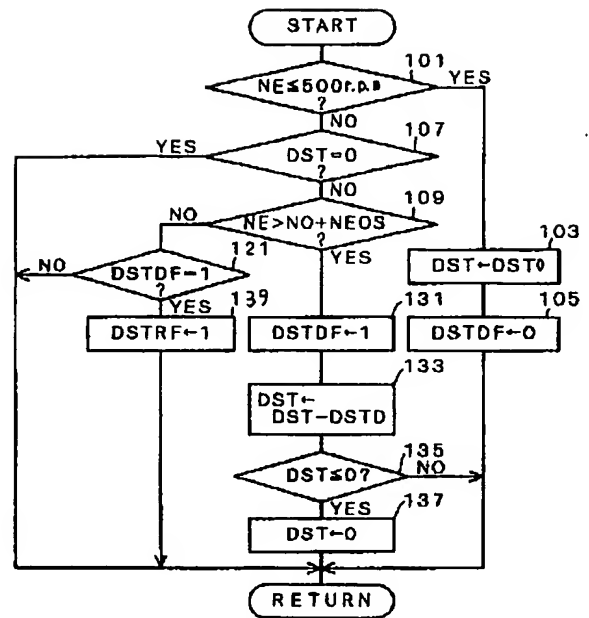 START
101
NE≤500r.p.m
?
YES
NO
107
YES
DST=0
?
NO
109
NO
NE>NO+NEOS
?
YES
121
NO
DSTDF=1
?
YES
139
DSTRF←1
103
DST←DST0
131
105
DSTDF←1
DSTDF←0
133
DST←
DST-DSTD
135
DST≤0?
NO
YES
137
DST←0
RETURN